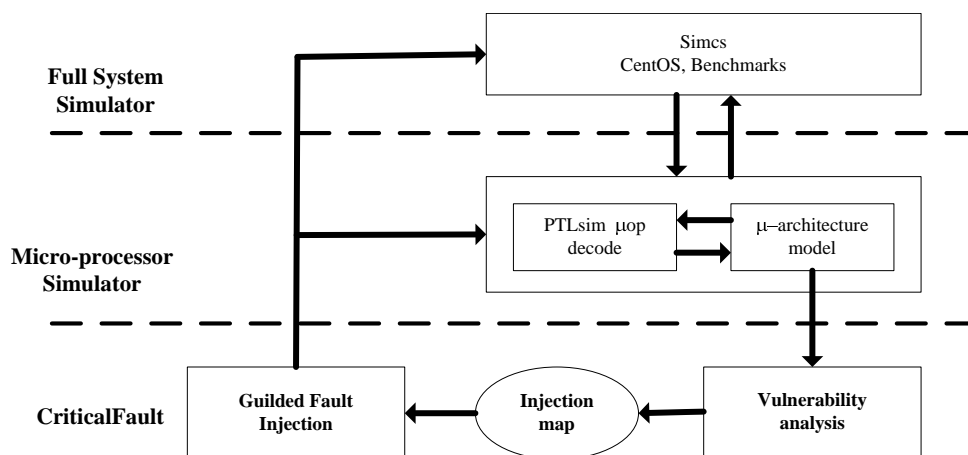 Simcs
CentOS, Benchmarks
Full System
Simulator
PTLsim μop
decode
μ–architecture
model
Micro-processor
Simulator
CriticalFault
Guilded Fault
Injection
Injection
map
Vulnerability
analysis